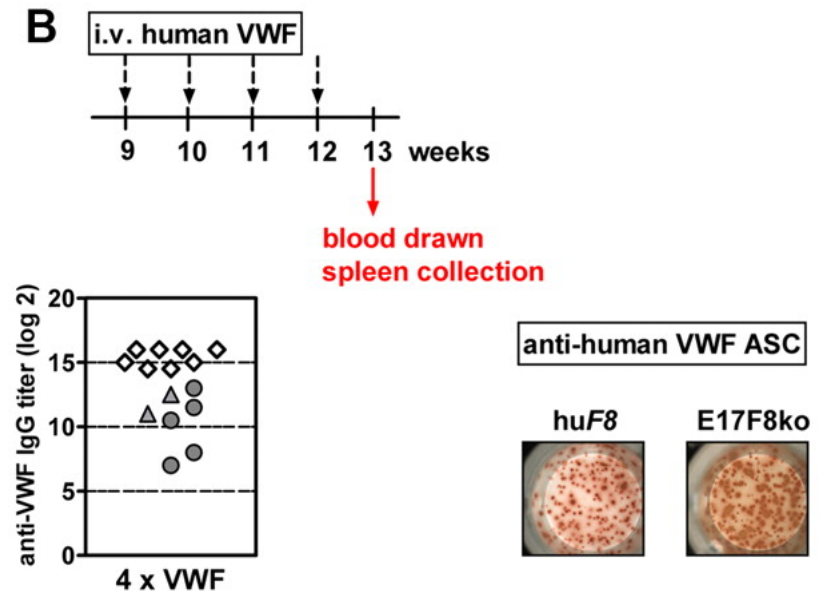 B
i.v. human VWF
9 10 11 12 13 weeks
blood drawn
spleen collection
anti-VWF IgG titer (log 2)
20
15
10
5
0
4 x VWF
anti-human VWF ASC
huF8 E17F8ko